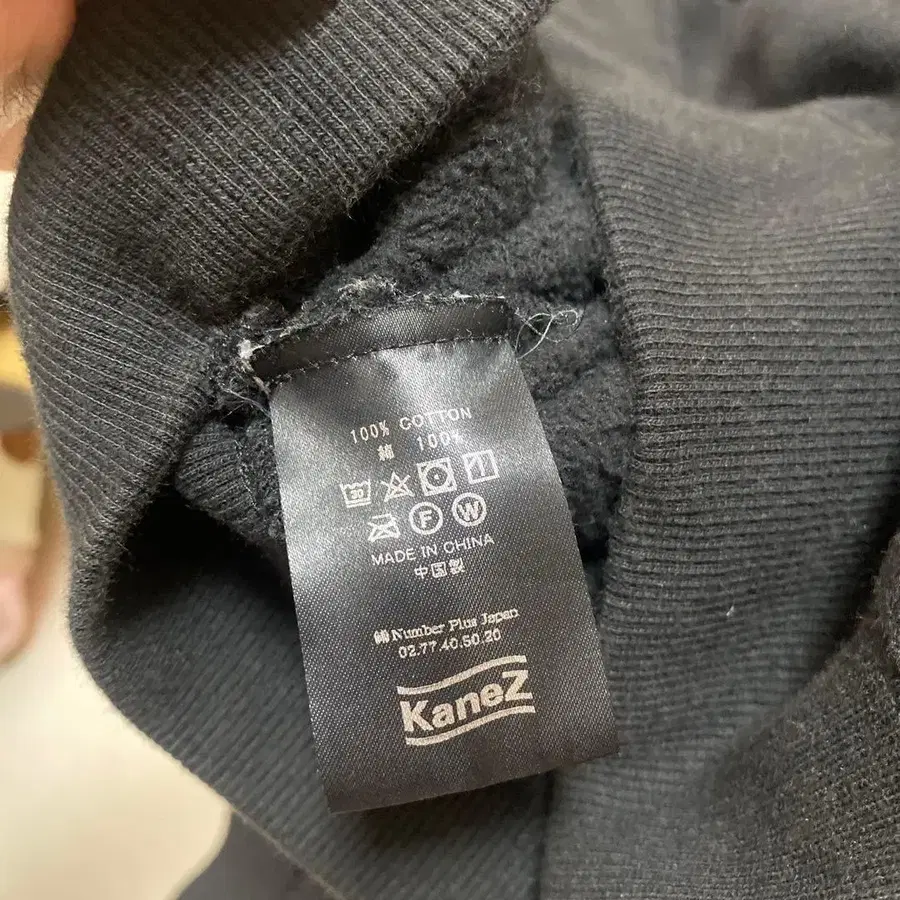 100% COTTON
綿 100%
30
F W
MADE IN CHINA
中国製
㈱ Number Plus Japan
02.77.40.50.20
KaneZ